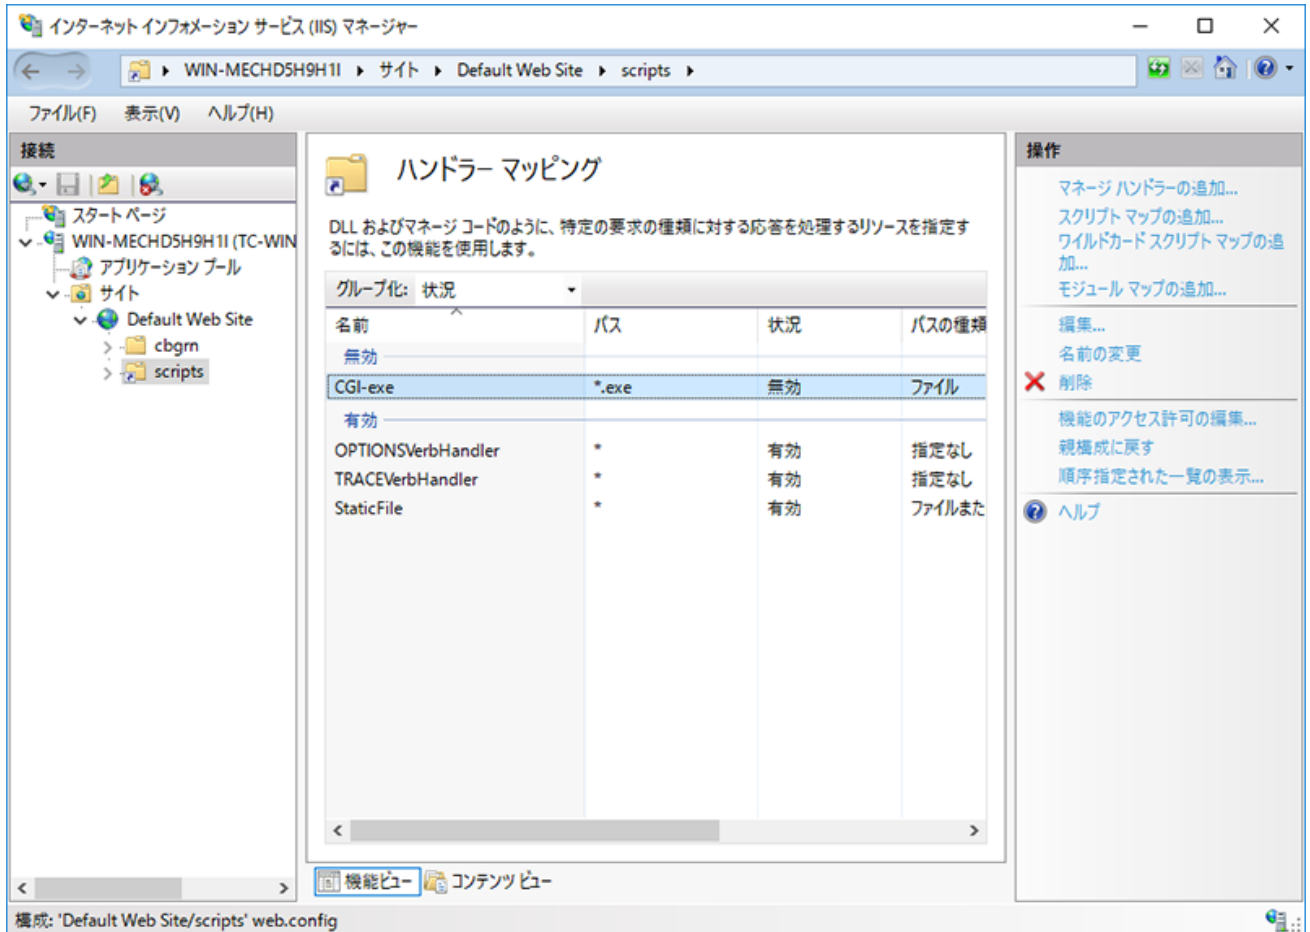 インターネット インフォメーション サービス (IIS) マネージャー
WIN-MECHD5H9H1I ▸ サイト ▸ Default Web Site ▸ scripts ▸
ファイル(F) 表示(V) ヘルプ(H)
接続
スタート ページ
WIN-MECHD5H9H1I (TC-WIN
アプリケーション プール
サイト
Default Web Site
cbgrn
scripts
ハンドラー マッピング
DLL およびマネージ コードのように、特定の要求の種類に対する応答を処理するリソースを指定す
るには、この機能を使用します。
グループ化: 状況
名前 パス 状況 パスの種類
無効
CGI-exe *.exe 無効 ファイル
有効
OPTIONSVerbHandler * 有効 指定なし
TRACEVerbHandler * 有効 指定なし
StaticFile * 有効 ファイルまた
機能ビュー コンテンツ ビュー
操作
マネージ ハンドラーの追加...
スクリプト マップの追加...
ワイルドカード スクリプト マップの追
加...
モジュール マップの追加...
編集...
名前の変更
削除
機能のアクセス許可の編集...
親構成に戻す
順序指定された一覧の表示...
ヘルプ
構成: 'Default Web Site/scripts' web.config